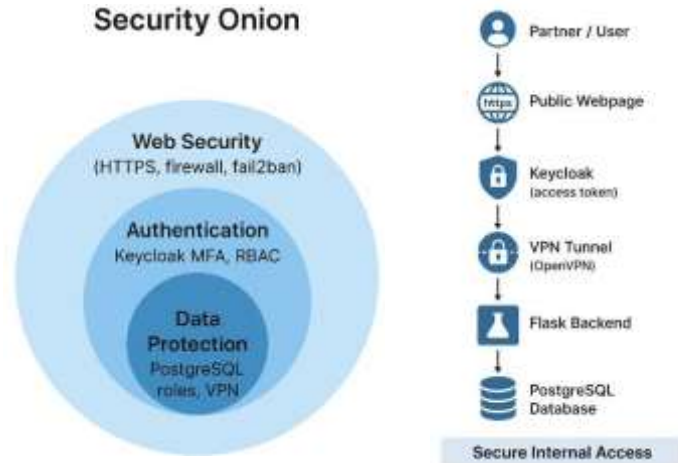 Security Onion
Web Security
(HTTPS, firewall, fail2ban)
Authentication
Keycloak MFA, RBAC
Data
Protection
PostgreSQL
roles, VPN
Partner / User
https
Public Webpage
Keycloak
(access token)
VPN Tunnel
(OpenVPN)
Flask Backend
PostgreSQL
Database
Secure Internal Access